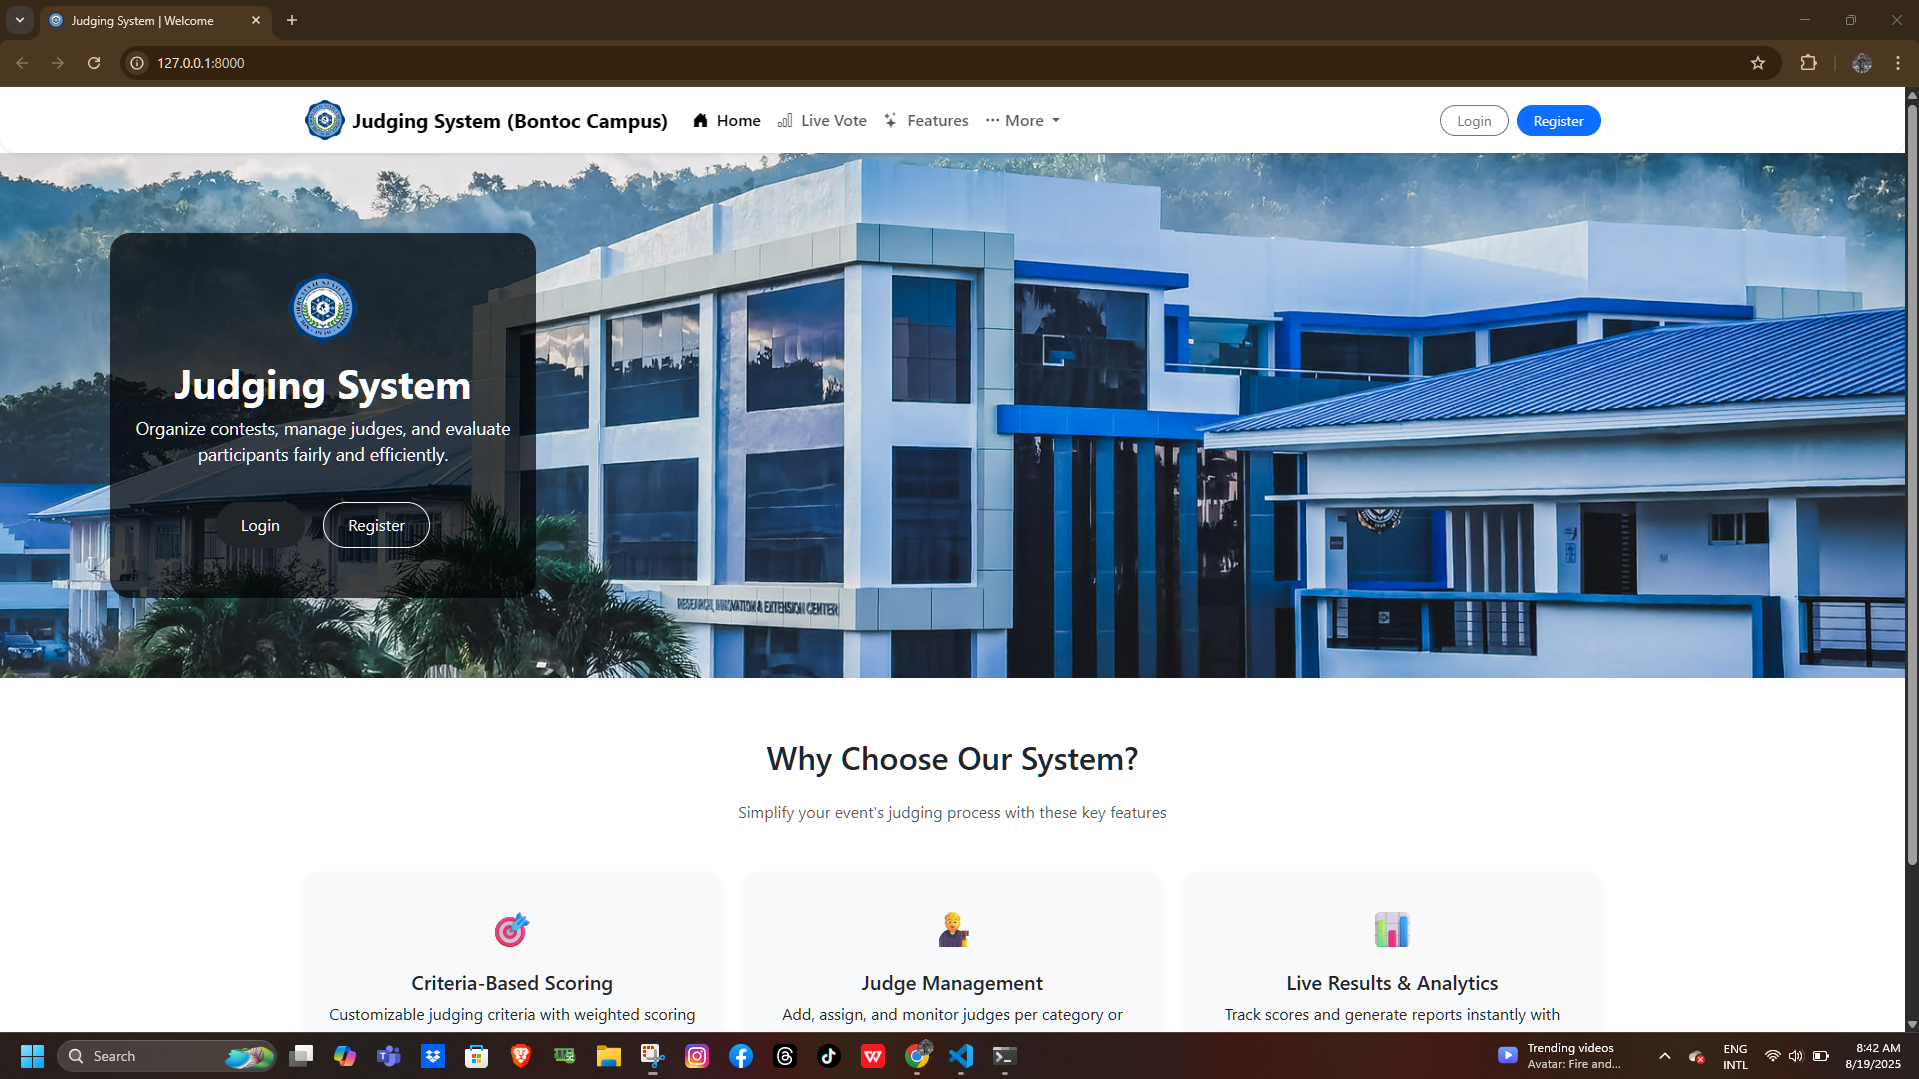 Judging System | Welcome
127.0.0.1:8000
Judging System (Bontoc Campus)
Home
Live Vote
Features
More
Login
Register
Judging System
Organize contests, manage judges, and evaluate
participants fairly and efficiently.
Login
Register
RESEARCH, INNOVATION & EXTENSION CENTER
Why Choose Our System?
Simplify your event's judging process with these key features
Criteria-Based Scoring
Customizable judging criteria with weighted scoring
Judge Management
Add, assign, and monitor judges per category or
Live Results & Analytics
Track scores and generate reports instantly with
Search
Trending videos
Avatar: Fire and...
ENG
INTL
8:42 AM
8/19/2025